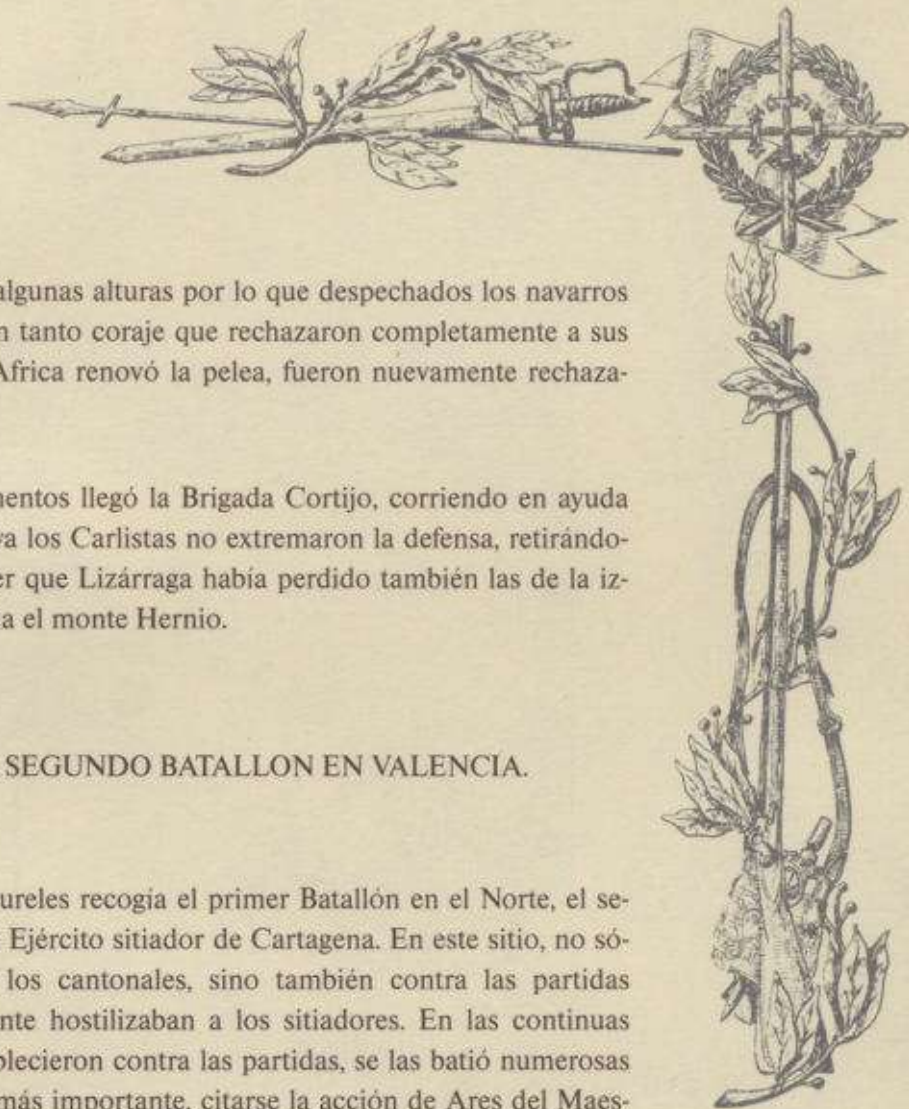 algunas alturas por lo que despechados los navarros
n tanto coraje que rechazaron completamente a sus
Africa renovó la pelea, fueron nuevamente rechaza-
mentos llegó la Brigada Cortijo, corriendo en ayuda
va los Carlistas no extremaron la defensa, retirándo-
er que Lizárraga había perdido también las de la iz-
a el monte Hernio.
SEGUNDO BATALLON EN VALENCIA.
ureles recogía el primer Batallón en el Norte, el se-
Ejército sitiador de Cartagena. En este sitio, no só-
los cantonales, sino también contra las partidas
nte hostilizaban a los sitiadores. En las continuas
blecieron contra las partidas, se las batió numerosas
más importante, citarse la acción de Ares del Maes-